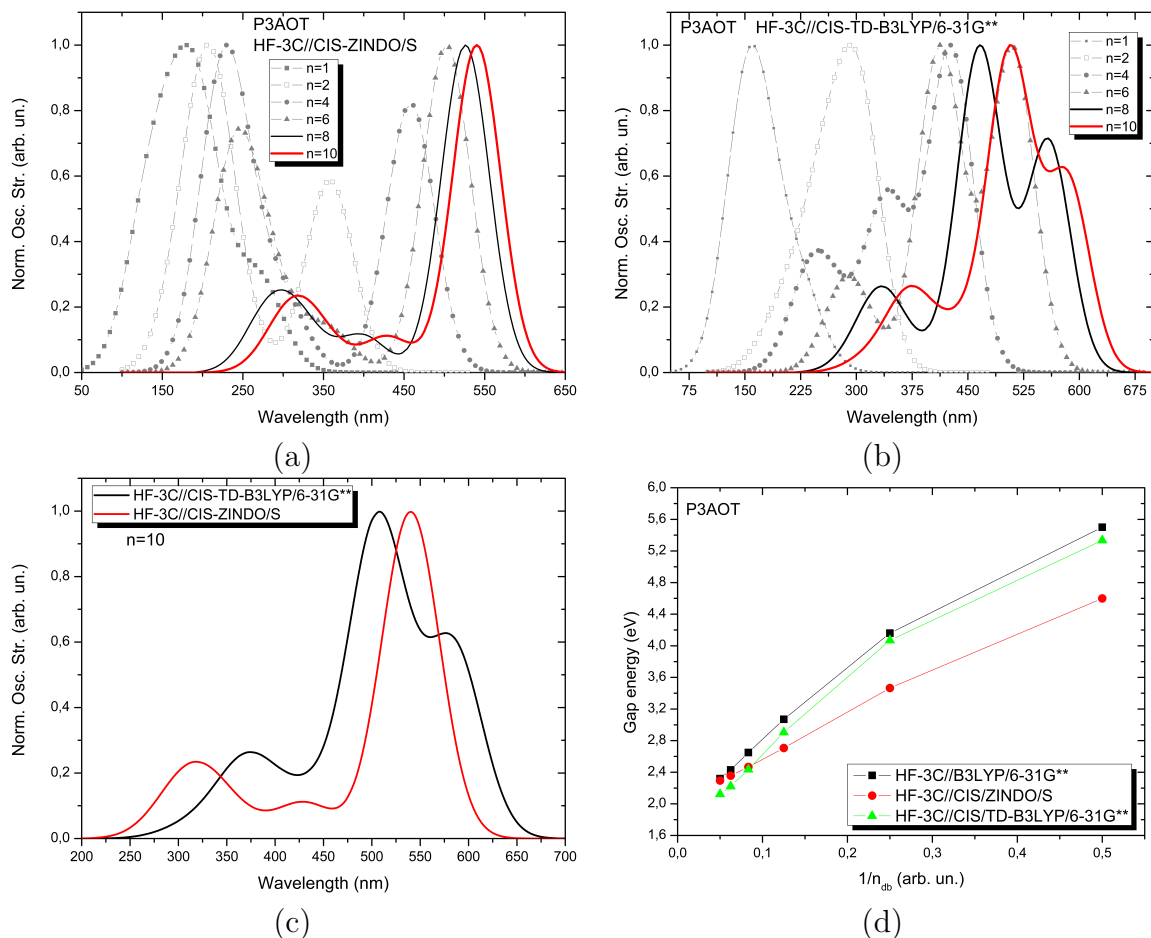 P3AOT
HF-3C//CIS-ZINDO/S
n=1
n=2
n=4
n=6
n=8
n=10
1,0
0,8
0,6
0,4
0,2
0,0
Norm. Osc. Str. (arb. un.)
50 150 250 350 450 550 650
Wavelength (nm)
(a)
P3AOT HF-3C//CIS-TD-B3LYP/6-31G**
n=1
n=2
n=4
n=6
n=8
n=10
1,0
0,8
0,6
0,4
0,2
0,0
Norm. Osc. Str. (arb. un.)
75 150 225 300 375 450 525 600 675
Wavelength (nm)
(b)
HF-3C//CIS-TD-B3LYP/6-31G**
HF-3C//CIS-ZINDO/S
n=10
1,0
0,8
0,6
0,4
0,2
0,0
Norm. Osc. Str. (arb. un.)
200 250 300 350 400 450 500 550 600 650 700
Wavelength (nm)
(c)
P3AOT
6,0
5,6
5,2
4,8
4,4
4,0
3,6
3,2
2,8
2,4
2,0
1,6
Gap energy (eV)
HF-3C//B3LYP/6-31G**
HF-3C//CIS/ZINDO/S
HF-3C//CIS/TD-B3LYP/6-31G**
0,0 0,1 0,2 0,3 0,4 0,5
1/n_db (arb. un.)
(d)